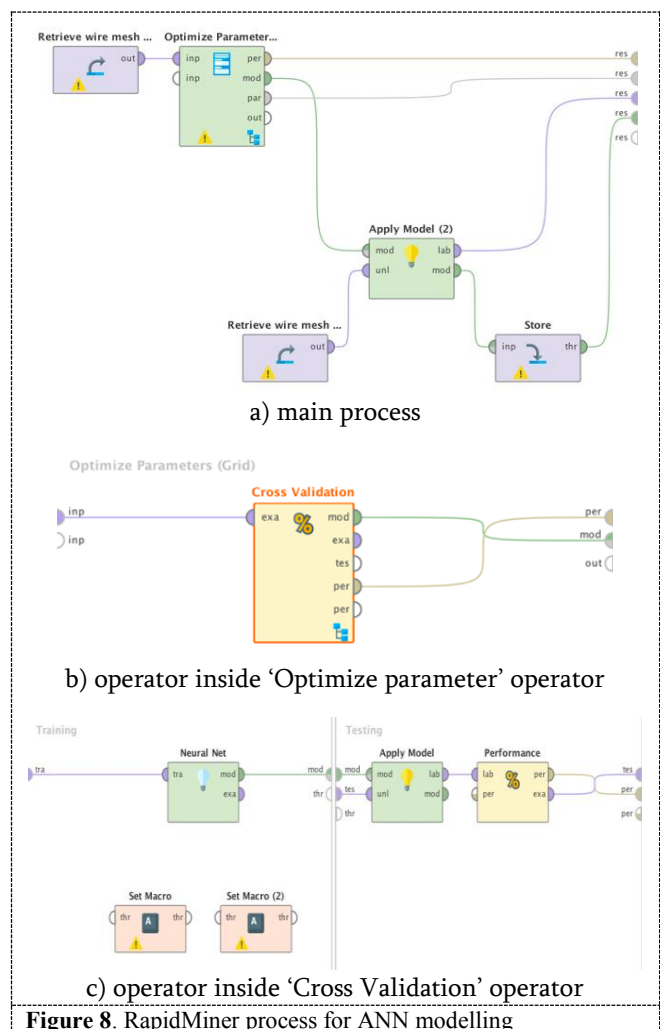 Retrieve wire mesh ... Optimize Parameter...
out inp per res
inp mod res
par res
out res
res
Apply Model (2)
mod lab
unl mod
Retrieve wire mesh ... Store
out inp thr
a) main process
Optimize Parameters (Grid)
Cross Validation
inp exa mod per
inp exa mod
tes out
per
per
b) operator inside ‘Optimize parameter’ operator
Training Testing
Neural Net Apply Model Performance
tra tra mod mod mod mod lab lab per tes
exa thr tes unl mod per exa per
thr per
Set Macro Set Macro (2)
thr A thr thr A thr
c) operator inside ‘Cross Validation’ operator
Figure 8. RapidMiner process for ANN modelling